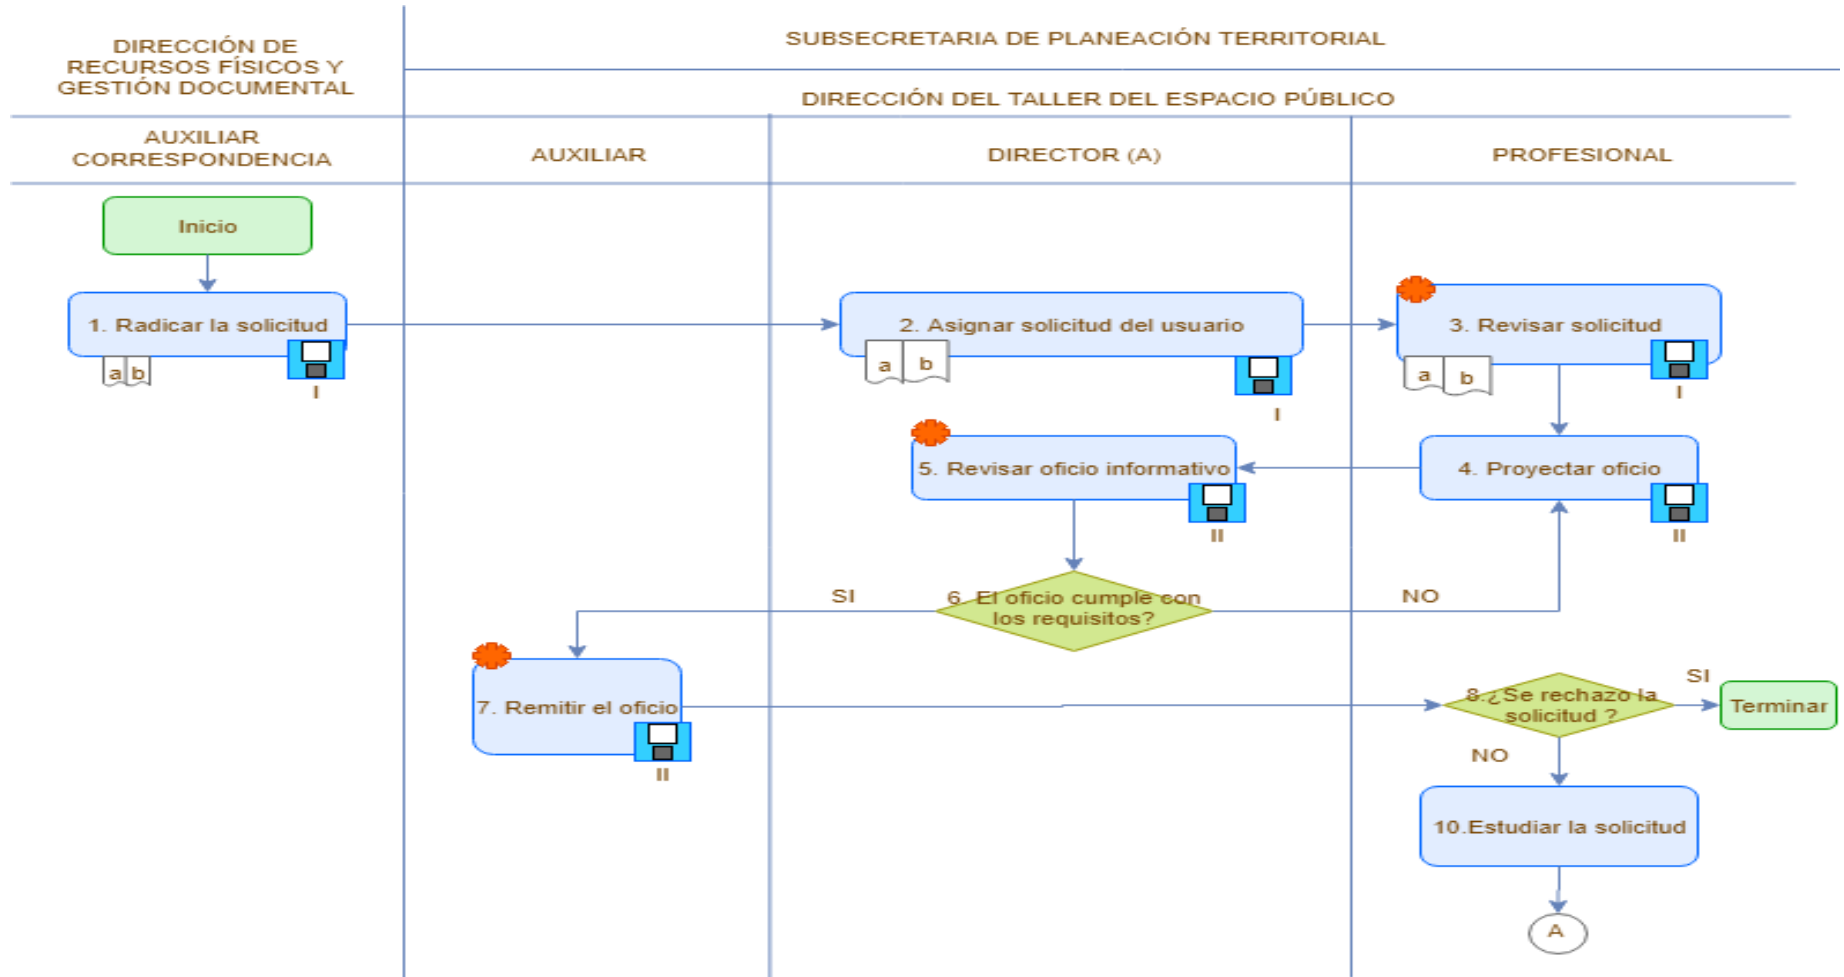 DIRECCIÓN DE
RECURSOS FÍSICOS Y
GESTIÓN DOCUMENTAL
SUBSECRETARIA DE PLANEACIÓN TERRITORIAL
DIRECCIÓN DEL TALLER DEL ESPACIO PÚBLICO
AUXILIAR
CORRESPONDENCIA
AUXILIAR
DIRECTOR (A)
PROFESIONAL
Inicio
1. Radicar la solicitud
a b
I
2. Asignar solicitud del usuario
a b
I
3. Revisar solicitud
a b
I
5. Revisar oficio informativo
II
4. Proyectar oficio
II
SI
6. El oficio cumple con
los requisitos?
NO
7. Remitir el oficio
II
8.¿Se rechazo la
solicitud ?
SI
Terminar
NO
10.Estudiar la solicitud
A